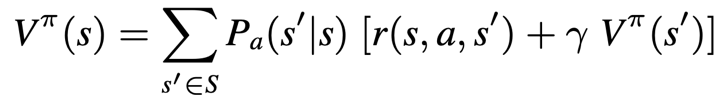 V^π(s) = ∑_{s′∈S} P_a(s′|s) [r(s,a,s′) + γ V^π(s′)]